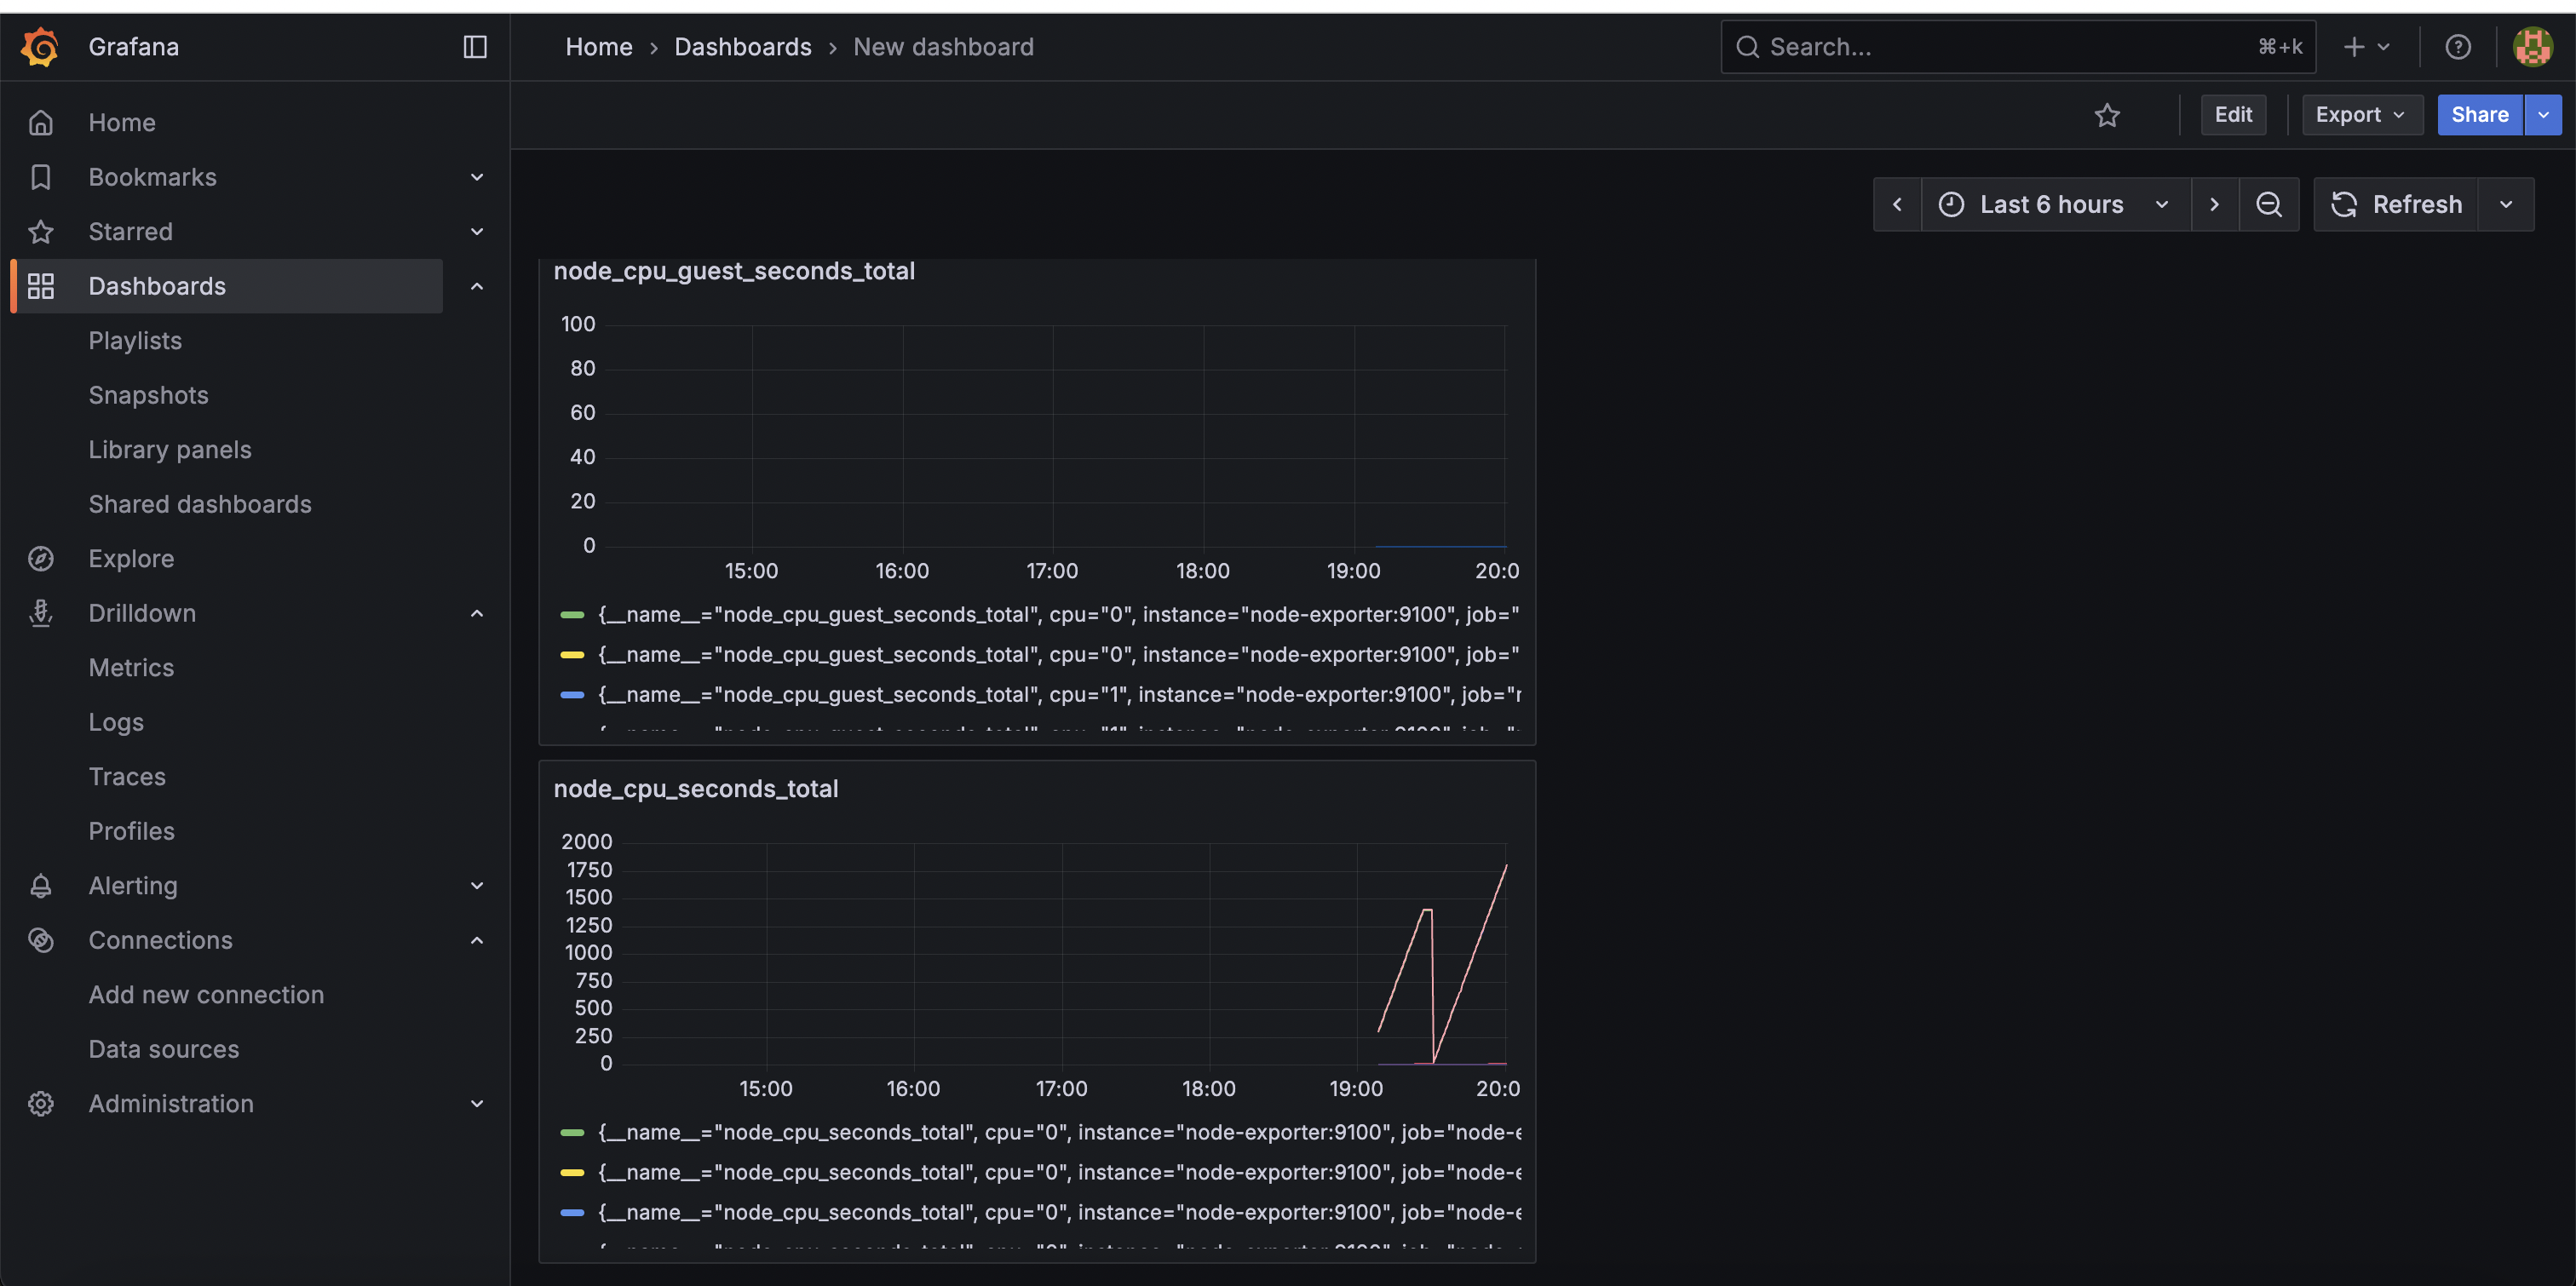 Grafana
Home › Dashboards › New dashboard
Search...
⌘+k
Edit
Export
Share
Home
Bookmarks
Starred
Dashboards
Playlists
Snapshots
Library panels
Shared dashboards
Explore
Drilldown
Metrics
Logs
Traces
Profiles
Alerting
Connections
Add new connection
Data sources
Administration
Last 6 hours
Refresh
node_cpu_guest_seconds_total
100
80
60
40
20
0
15:00 16:00 17:00 18:00 19:00 20:0
{__name__="node_cpu_guest_seconds_total", cpu="0", instance="node-exporter:9100", job="
{__name__="node_cpu_guest_seconds_total", cpu="0", instance="node-exporter:9100", job="
{__name__="node_cpu_guest_seconds_total", cpu="1", instance="node-exporter:9100", job="
node_cpu_seconds_total
2000
1750
1500
1250
1000
750
500
250
0
15:00 16:00 17:00 18:00 19:00 20:0
{__name__="node_cpu_seconds_total", cpu="0", instance="node-exporter:9100", job="node-e
{__name__="node_cpu_seconds_total", cpu="0", instance="node-exporter:9100", job="node-e
{__name__="node_cpu_seconds_total", cpu="0", instance="node-exporter:9100", job="node-e